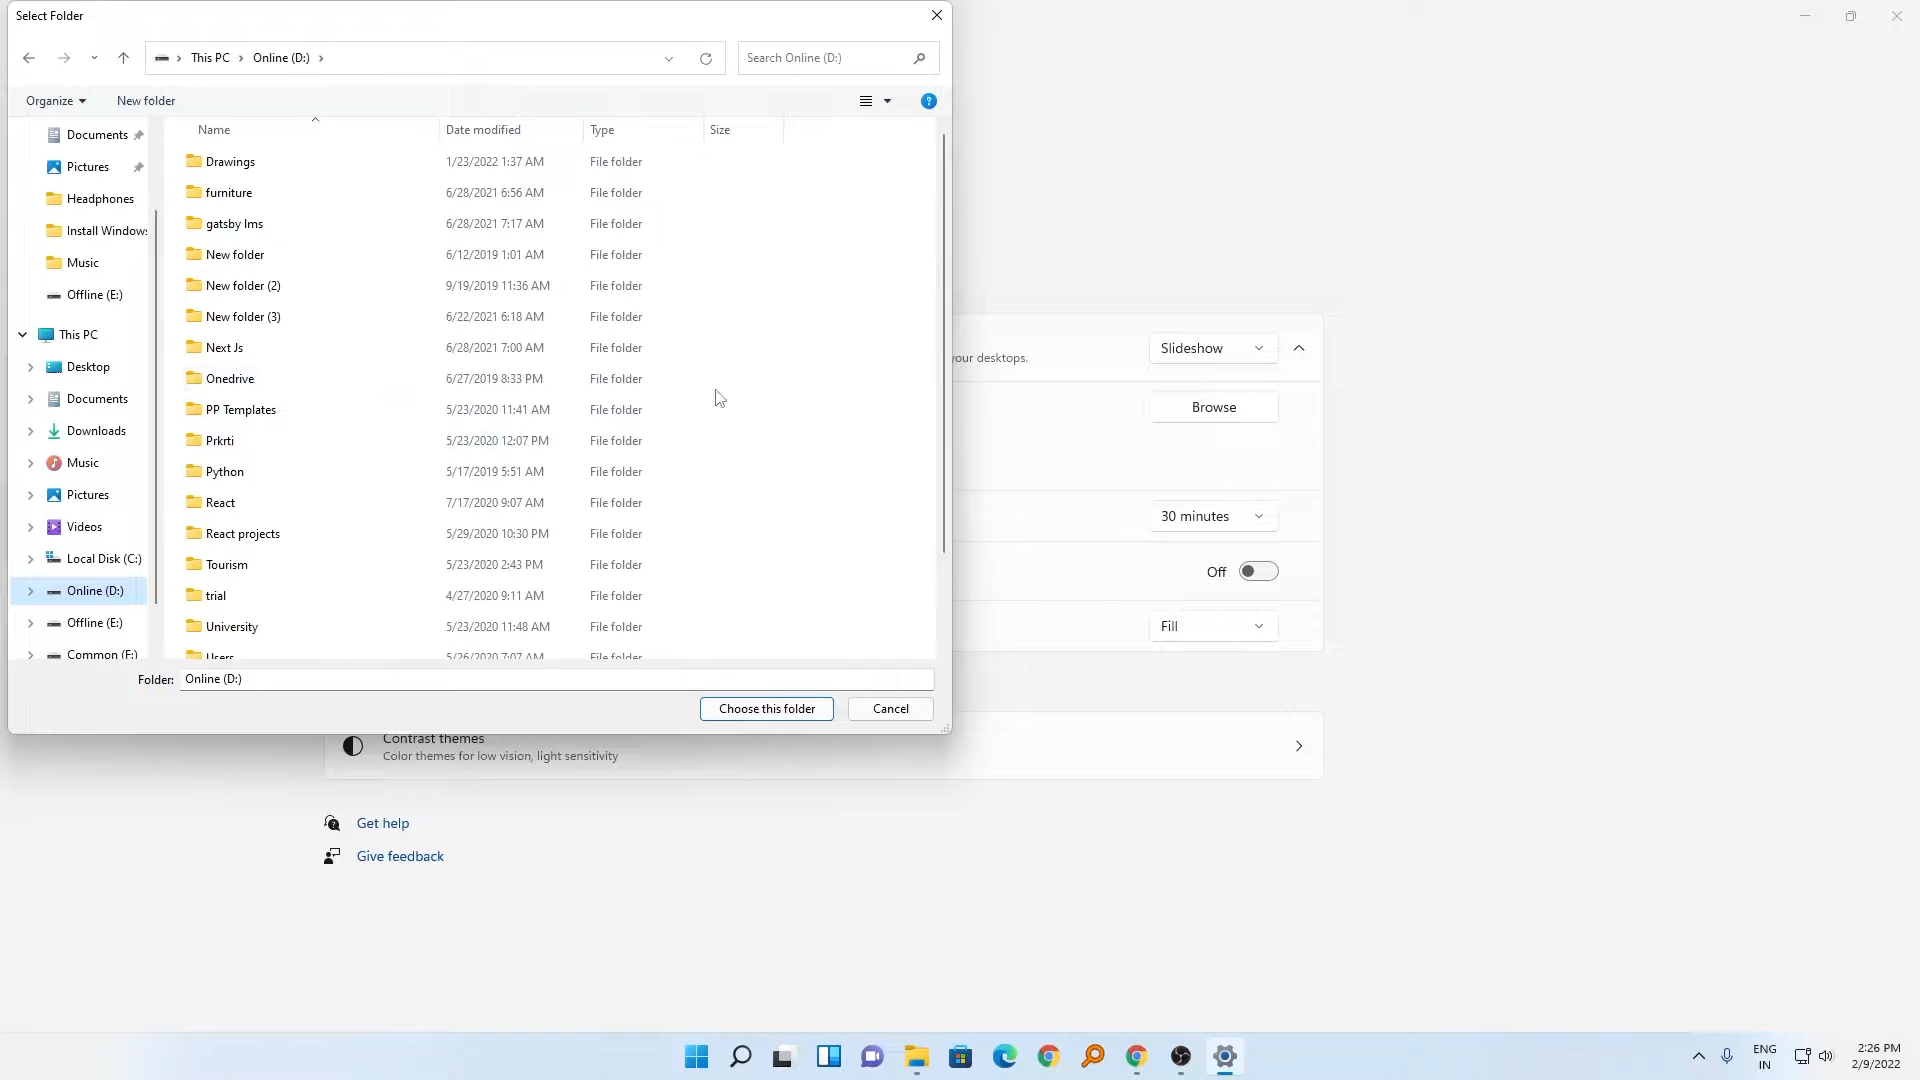 Select Folder
This PC Online (D:)
Search Online (D:)
Organize New folder
Name Date modified Type Size
Documents
Pictures
Headphones
Install Windows
Music
Offline (E:)
This PC
Desktop
Documents
Downloads
Music
Pictures
Videos
Local Disk (C:)
Online (D:)
Offline (E:)
Common (F:)
Drawings 1/23/2022 1:37 AM File folder
furniture 6/28/2021 6:56 AM File folder
gatsby lms 6/28/2021 7:17 AM File folder
New folder 6/12/2019 1:01 AM File folder
New folder (2) 9/19/2019 11:36 AM File folder
New folder (3) 6/22/2021 6:18 AM File folder
Next Js 6/28/2021 7:00 AM File folder
Onedrive 6/27/2019 8:33 PM File folder
PP Templates 5/23/2020 11:41 AM File folder
Prkrti 5/23/2020 12:07 PM File folder
Python 5/17/2019 5:51 AM File folder
React 7/17/2020 9:07 AM File folder
React projects 5/29/2020 10:30 PM File folder
Tourism 5/23/2020 2:43 PM File folder
trial 4/27/2020 9:11 AM File folder
University 5/23/2020 11:48 AM File folder
Users 5/26/2020 7:07 AM File folder
Folder: Online (D:)
Choose this folder Cancel
your desktops.
Slideshow
Browse
30 minutes
Off
Fill
Contrast themes
Color themes for low vision, light sensitivity
Get help
Give feedback
ENG
IN
2:26 PM
2/9/2022